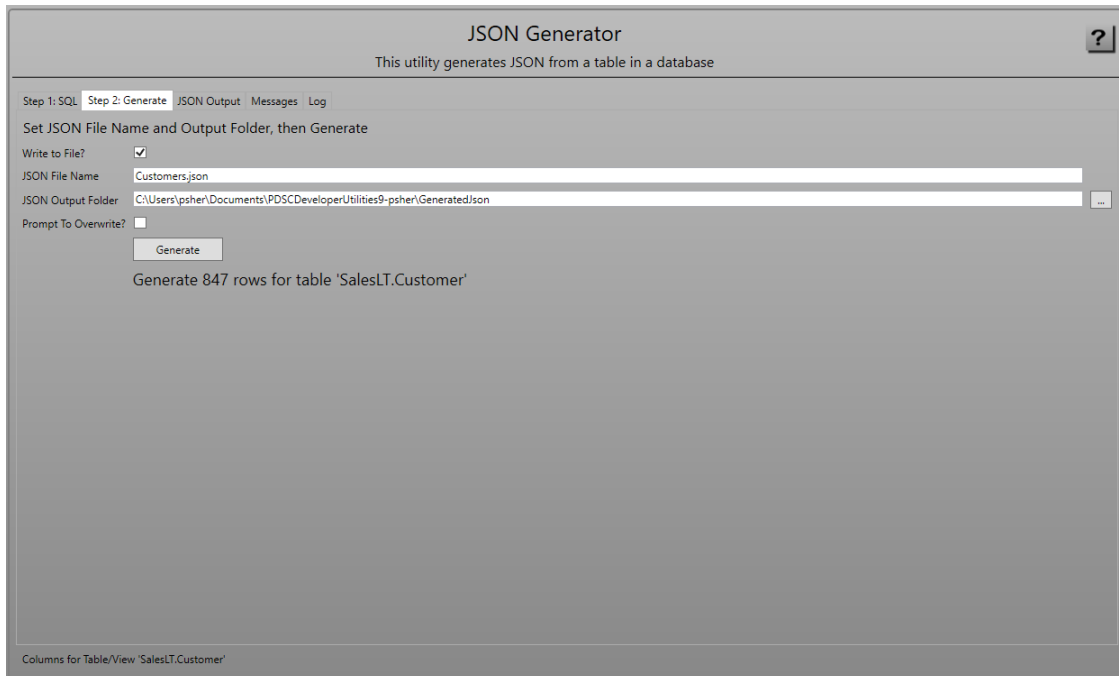 JSON Generator
?
This utility generates JSON from a table in a database
Step 1: SQL Step 2: Generate JSON Output Messages Log
Set JSON File Name and Output Folder, then Generate
Write to File?
JSON File Name Customers.json
JSON Output Folder C:\Users\psher\Documents\PDSCDeveloperUtilities9-psher\GeneratedJson ...
Prompt To Overwrite?
Generate
Generate 847 rows for table 'SalesLT.Customer'
Columns for Table/View 'SalesLT.Customer'